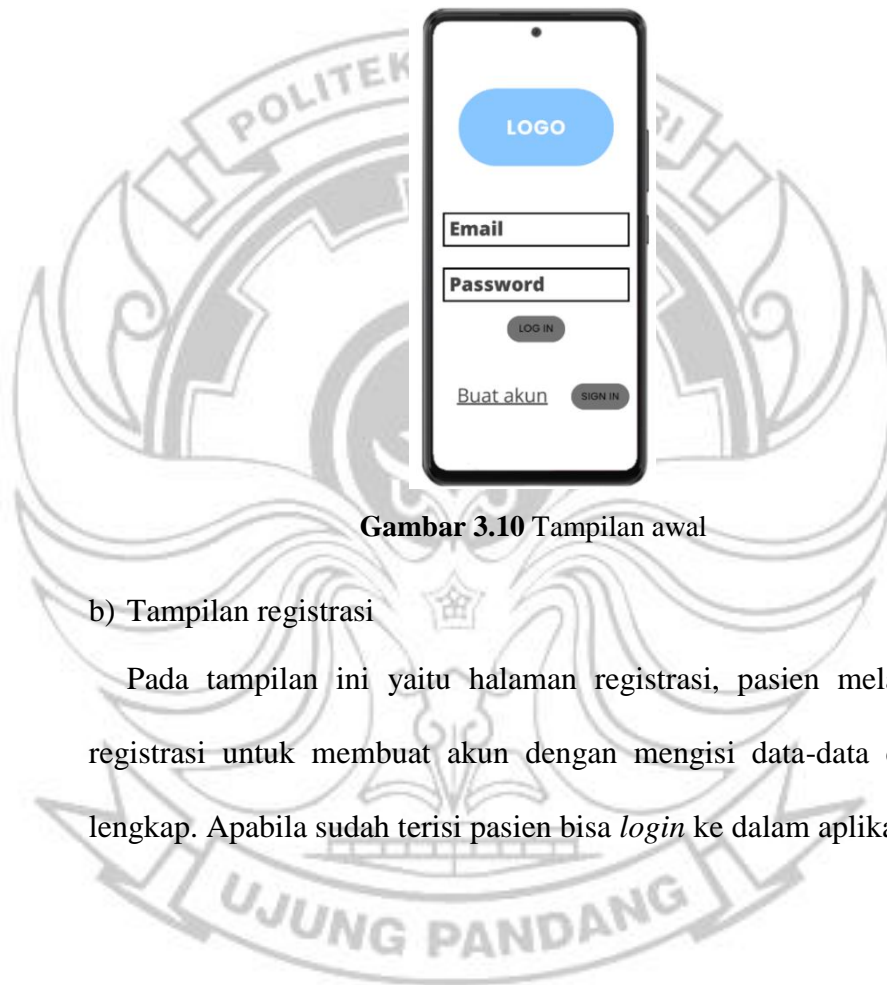 POLITEK
RI
LOGO
Email
Password
LOG IN
Buat akun SIGN IN
Gambar 3.10 Tampilan awal
b) Tampilan registrasi
Pada tampilan ini yaitu halaman registrasi, pasien mela
registrasi untuk membuat akun dengan mengisi data-data
lengkap. Apabila sudah terisi pasien bisa login ke dalam aplika
UJUNG PANDANG